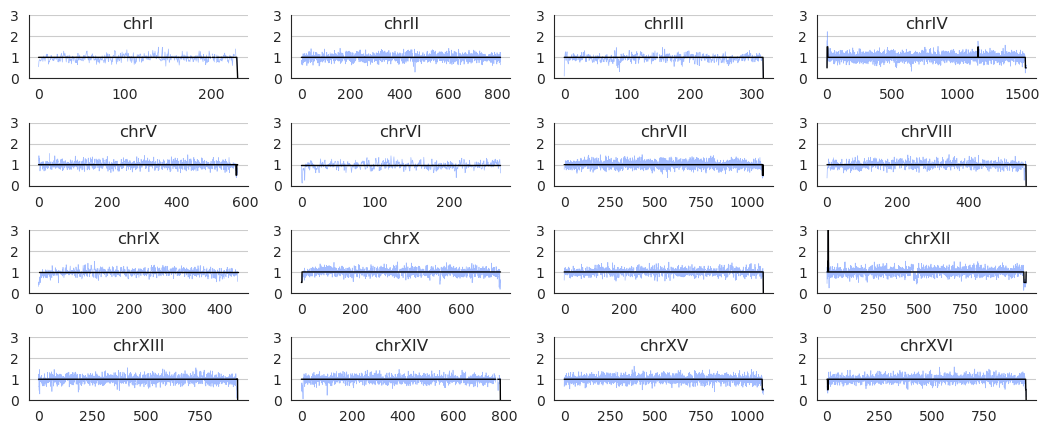 3 chrI 3 chrII 3 chrIII 3 chrIV
2 2 2 2
1 1 1 1
0 0 0 0
0 100 200 0 200 400 600 800 0 100 200 300 0 500 1000 1500
3 chrV 3 chrVI 3 chrVII 3 chrVIII
2 2 2 2
1 1 1 1
0 0 0 0
0 200 400 600 0 100 200 0 250 500 750 1000 0 200 400
3 chrIX 3 chrX 3 chrXI 3 chrXII
2 2 2 2
1 1 1 1
0 0 0 0
0 100 200 300 400 0 200 400 600 0 200 400 600 0 250 500 750 1000
3 chrXIII 3 chrXIV 3 chrXV 3 chrXVI
2 2 2 2
1 1 1 1
0 0 0 0
0 250 500 750 0 200 400 600 800 0 250 500 750 1000 0 250 500 750